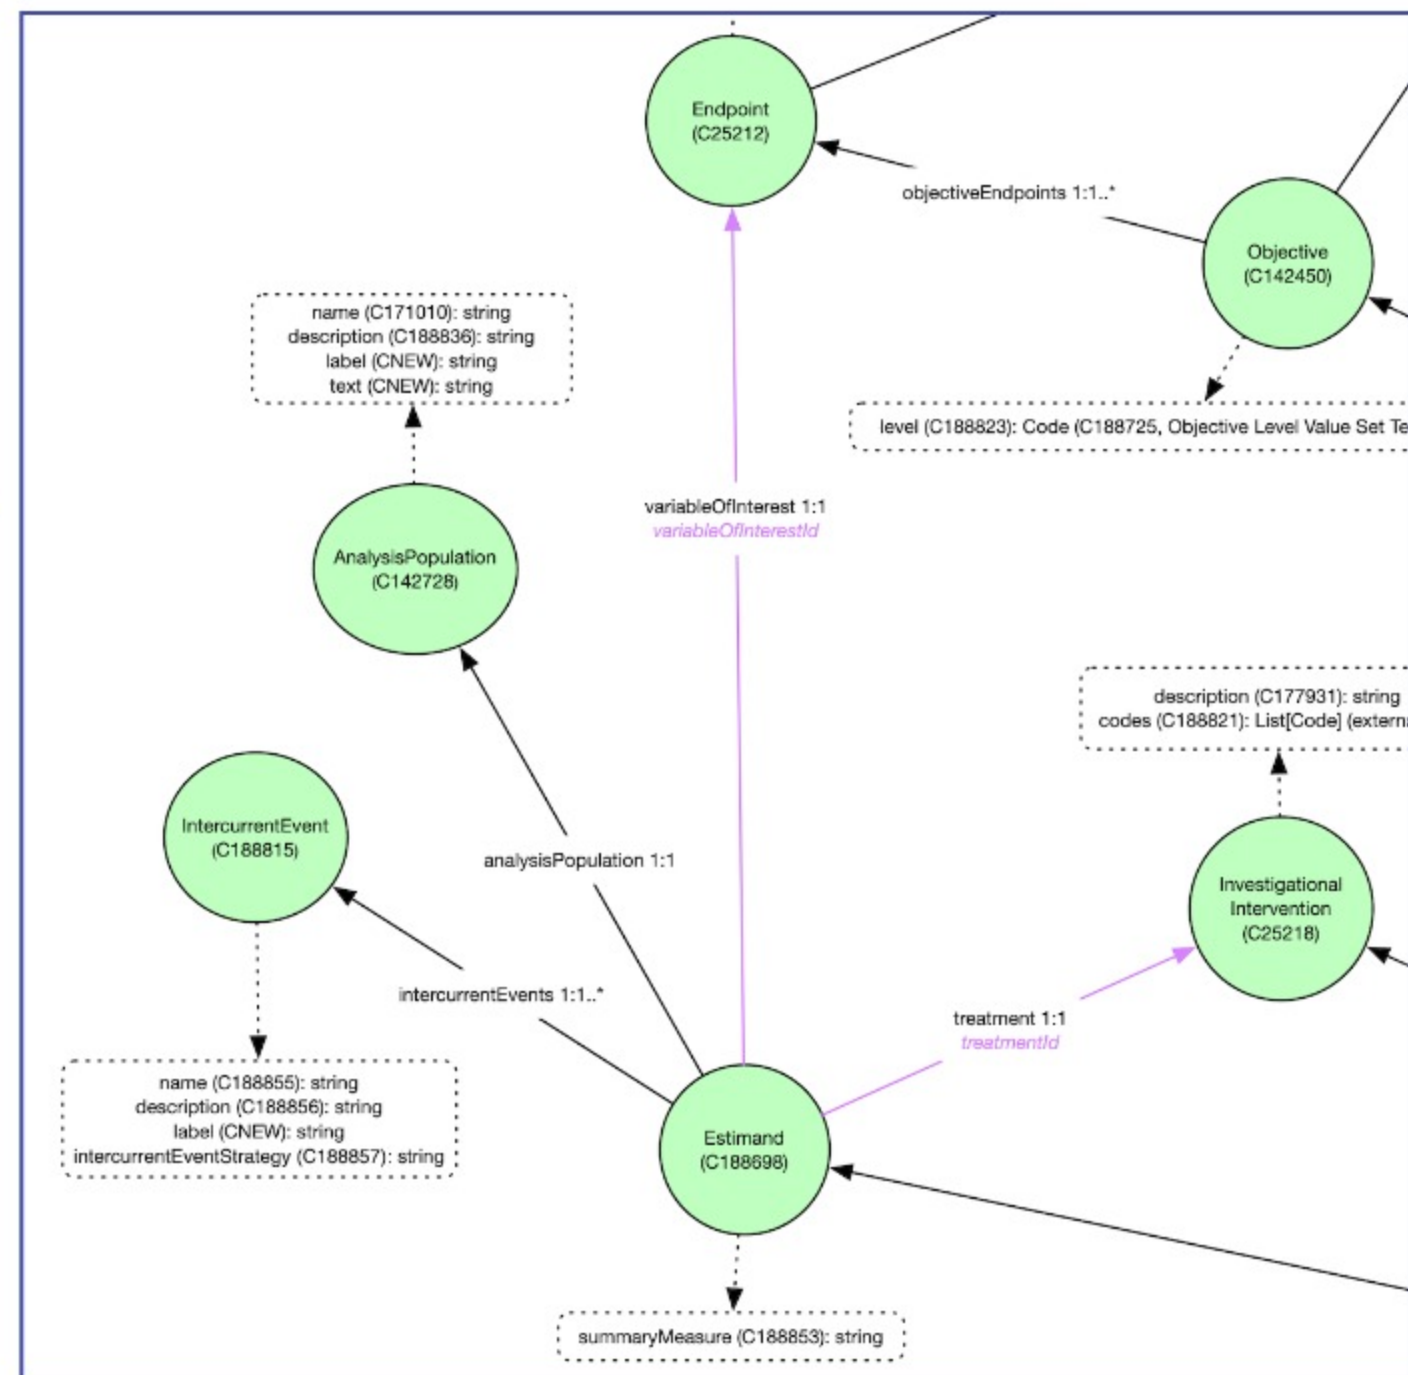 Endpoint
(C25212)
objectiveEndpoints 1:1..*
Objective
(C142450)
name (C171010): string
description (C188836): string
label (CNEW): string
text (CNEW): string
level (C188823): Code (C188725, Objective Level Value Set
variableOfInterest 1:1
variableOfInterestId
AnalysisPopulation
(C142728)
description (C177931): string
codes (C188821): List[Code]
IntercurrentEvent
(C188815)
analysisPopulation 1:1
Investigational
Intervention
(C25218)
intercurrentEvents 1:1..*
treatment 1:1
treatmentId
name (C188855): string
description (C188856): string
label (CNEW): string
intercurrentEventStrategy (C188857): string
Estimand
(C188698)
summaryMeasure (C188853): string